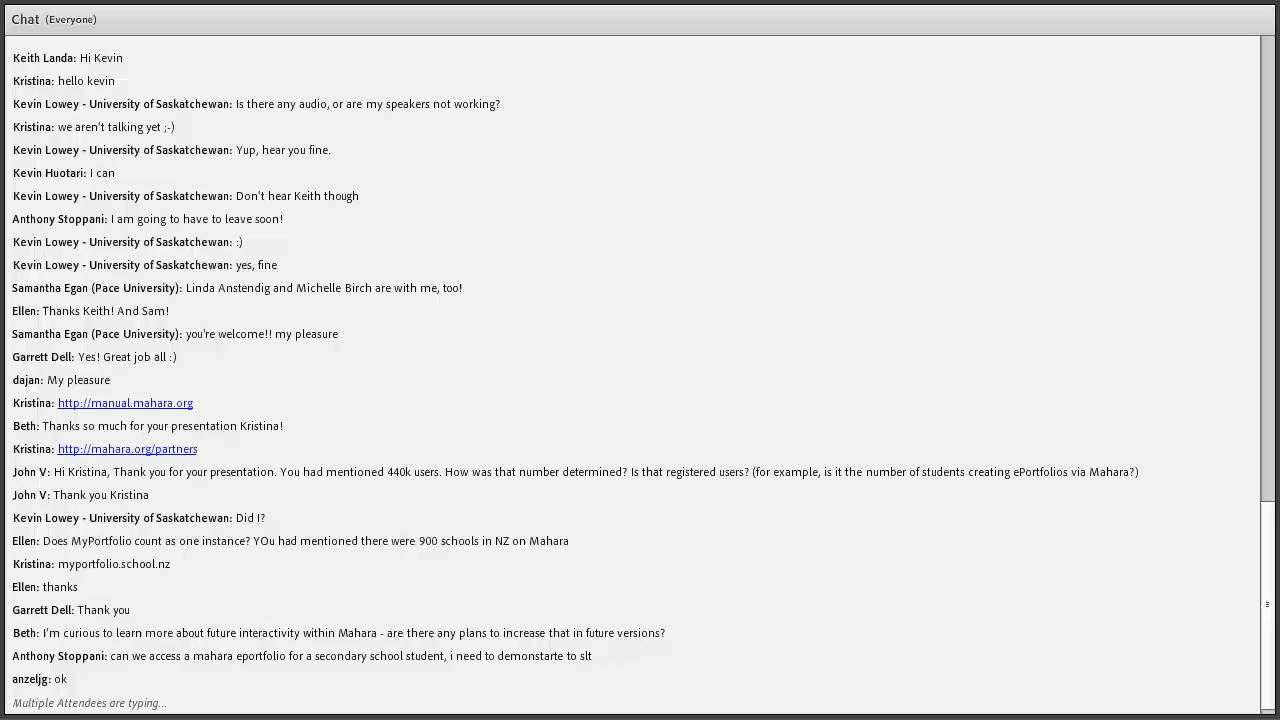 Chat (Everyone)
Keith Landa: Hi Kevin
Kristina: hello kevin
Kevin Lowey - University of Saskatchewan: Is there any audio, or are my speakers not working?
Kristina: we aren't talking yet ;-)
Kevin Lowey - University of Saskatchewan: Yup, hear you fine.
Kevin Huotari: I can
Kevin Lowey - University of Saskatchewan: Don't hear Keith though
Anthony Stoppani: I am going to have to leave soon!
Kevin Lowey - University of Saskatchewan: :)
Kevin Lowey - University of Saskatchewan: yes, fine
Samantha Egan (Pace University): Linda Anstendig and Michelle Birch are with me, too!
Ellen: Thanks Keith! And Sam!
Samantha Egan (Pace University): you're welcome!! my pleasure
Garrett Dell: Yes! Great job all :)
dajan: My pleasure
Kristina: http://manual.mahara.org
Beth: Thanks so much for your presentation Kristina!
Kristina: http://mahara.org/partners
John V: Hi Kristina, Thank you for your presentation. You had mentioned 440k users. How was that number determined? Is that registered users? (for example, is it the number of students creating ePortfolios via Mahara?)
John V: Thank you Kristina
Kevin Lowey - University of Saskatchewan: Did I?
Ellen: Does MyPortfolio count as one instance? YOu had mentioned there were 900 schools in NZ on Mahara
Kristina: myportfolio.school.nz
Ellen: thanks
Garrett Dell: Thank you
Beth: I'm curious to learn more about future interactivity within Mahara - are there any plans to increase that in future versions?
Anthony Stoppani: can we access a mahara eportfolio for a secondary school student, i need to demonstarte to slt
anzeljg: ok
Multiple Attendees are typing...